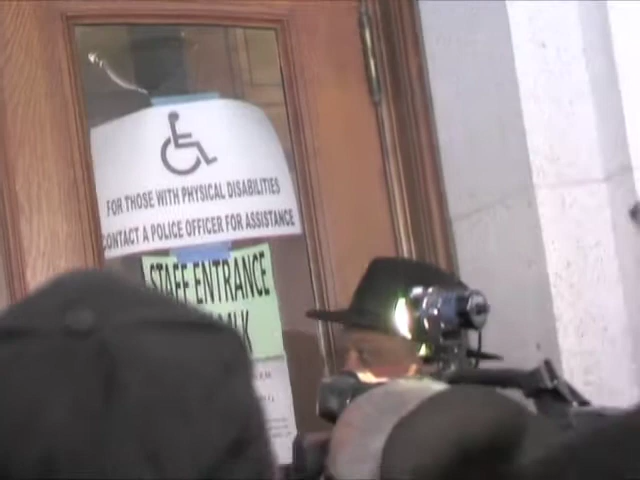 FOR THOSE WITH PHYSICAL DISABILITIES
CONTACT A POLICE OFFICER FOR ASSISTANCE
STAFF ENTRANCE